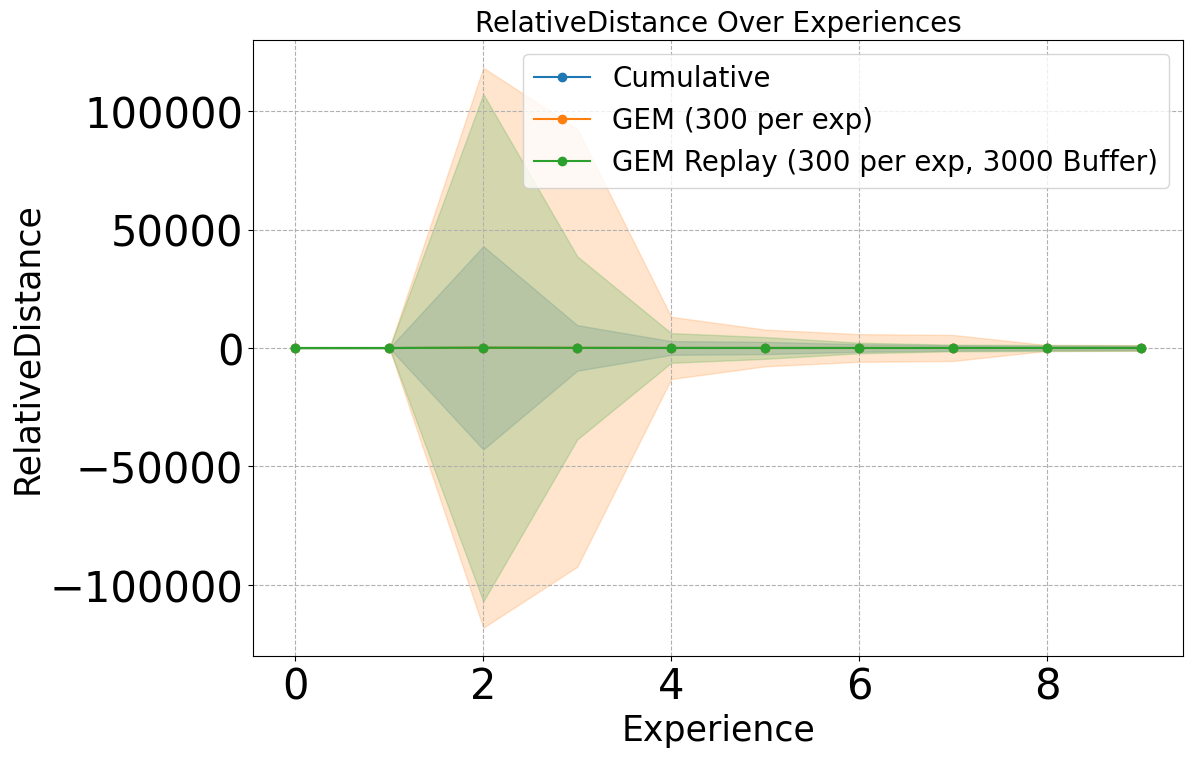 RelativeDistance Over Experiences
Cumulative
GEM (300 per exp)
GEM Replay (300 per exp, 3000 Buffer)
100000
50000
0
−50000
−100000
RelativeDistance
0 2 4 6 8
Experience